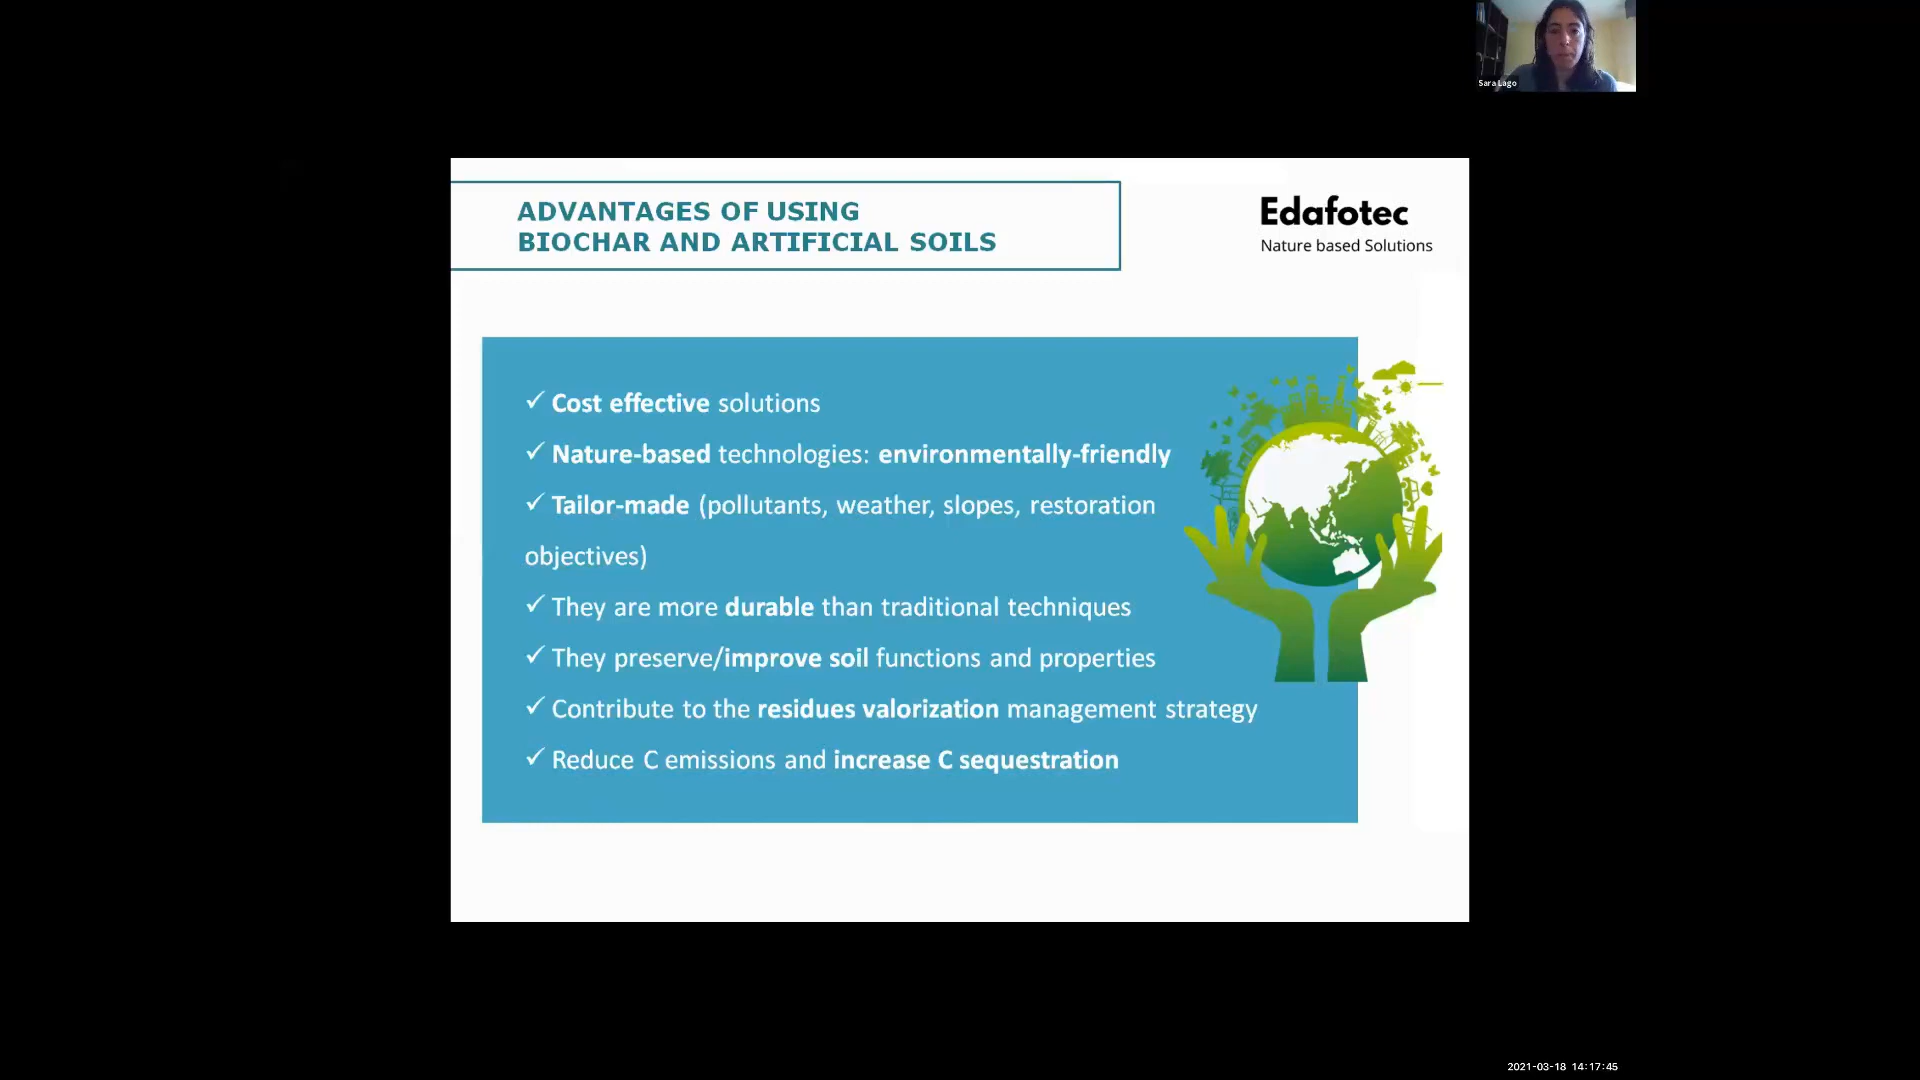 Sara Lago
ADVANTAGES OF USING
BIOCHAR AND ARTIFICIAL SOILS
Edafotec
Nature based Solutions
✓ Cost effective solutions
✓ Nature-based technologies: environmentally-friendly
✓ Tailor-made (pollutants, weather, slopes, restoration
objectives)
✓ They are more durable than traditional techniques
✓ They preserve/improve soil functions and properties
✓ Contribute to the residues valorization management strategy
✓ Reduce C emissions and increase C sequestration
2021-03-18 14:17:45